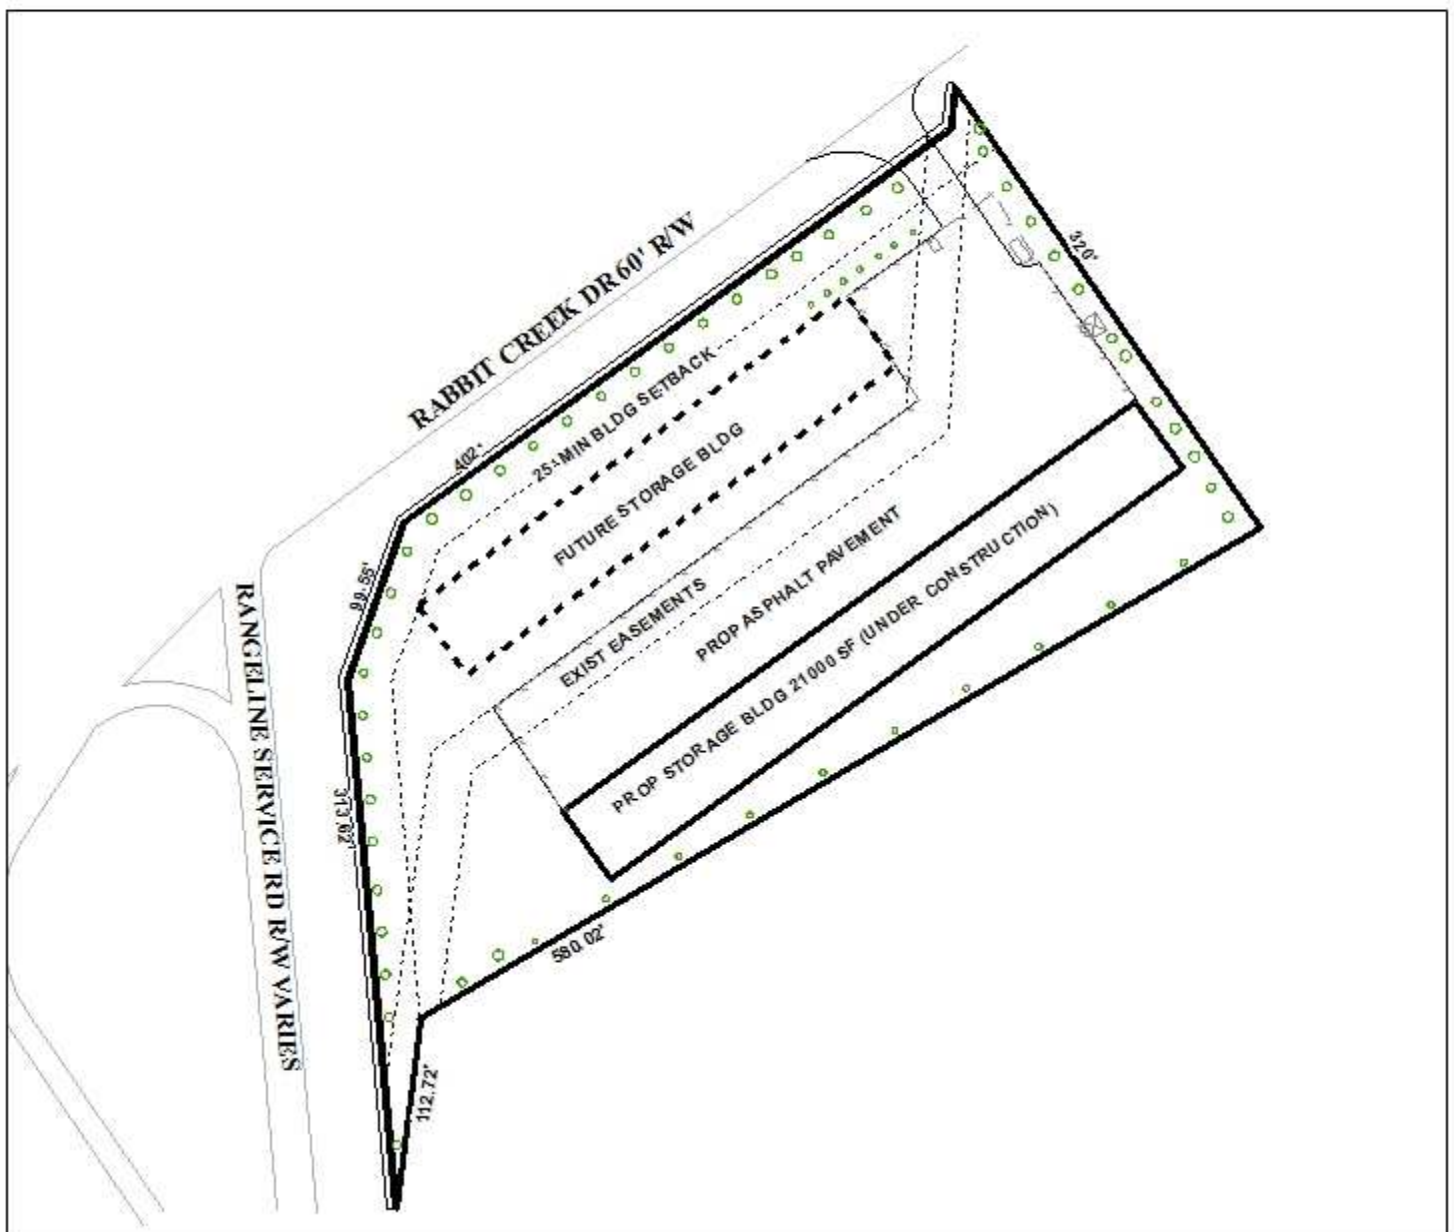 RABBIT CREEK DR 60' R/W
320'
25' MIN BLDG SETBACK
402'
FUTURE STORAGE BLDG
99.55'
EXIST EASEMENTS
PROP ASPHALT PAVEMENT
PROP STORAGE BLDG 21000 SF (UNDER CONSTRUCTION)
RANGELINE SERVICE RD R/W VARIES
313.62'
580.02'
112.72'